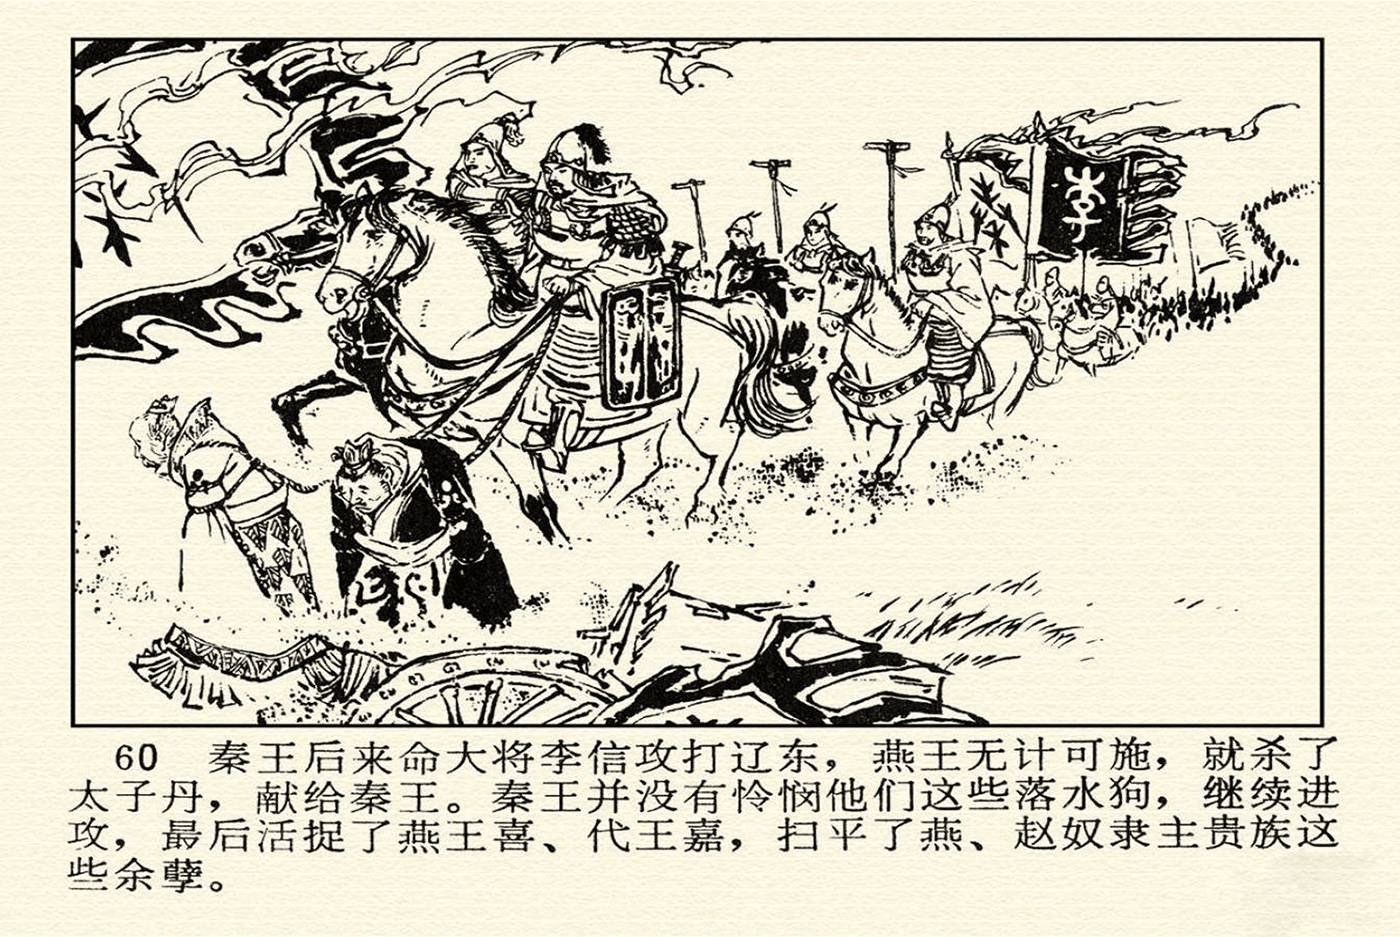 李
60 秦王后来命大将李信攻打辽东，燕王无计可施，就杀了
太子丹，献给秦王。秦王并没有怜悯他们这些落水狗，继续进
攻，最后活捉了燕王喜、代王嘉，扫平了燕、赵奴隶主贵族这
些余孽。